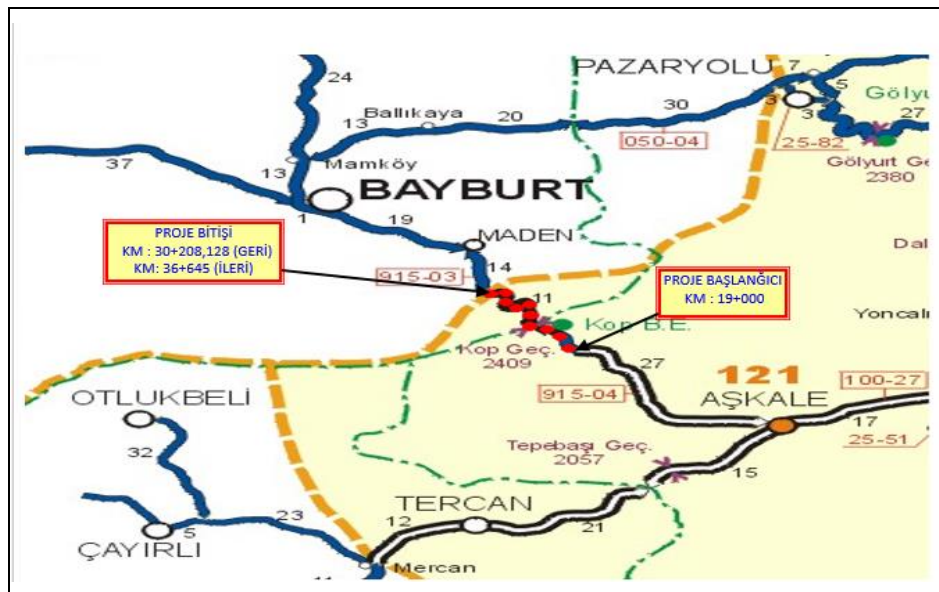 24
PAZARYOLU
7
5
Gölyu
Ballıkaya
13
20
30
3
3
27
050-04
25-82
37
Mamköy
Gölyurt Ge
2380
13
BAYBURT
1
19
MADEN
PROJE BİTİŞİ
KM : 30+208,128 (GERİ)
KM: 36+645 (İLERİ)
Dal
915-03
14
11
PROJE BAŞLANGICI
KM : 19+000
Kop B.E.
Yoncalı
Kop Geç.
2409
27
121
100-27
OTLUKBELİ
915-04
AŞKALE
17
25-51
Tepebaşı Geç.
2057
32
15
TERCAN
12
21
23
5
ÇAYIRLI
Mercan